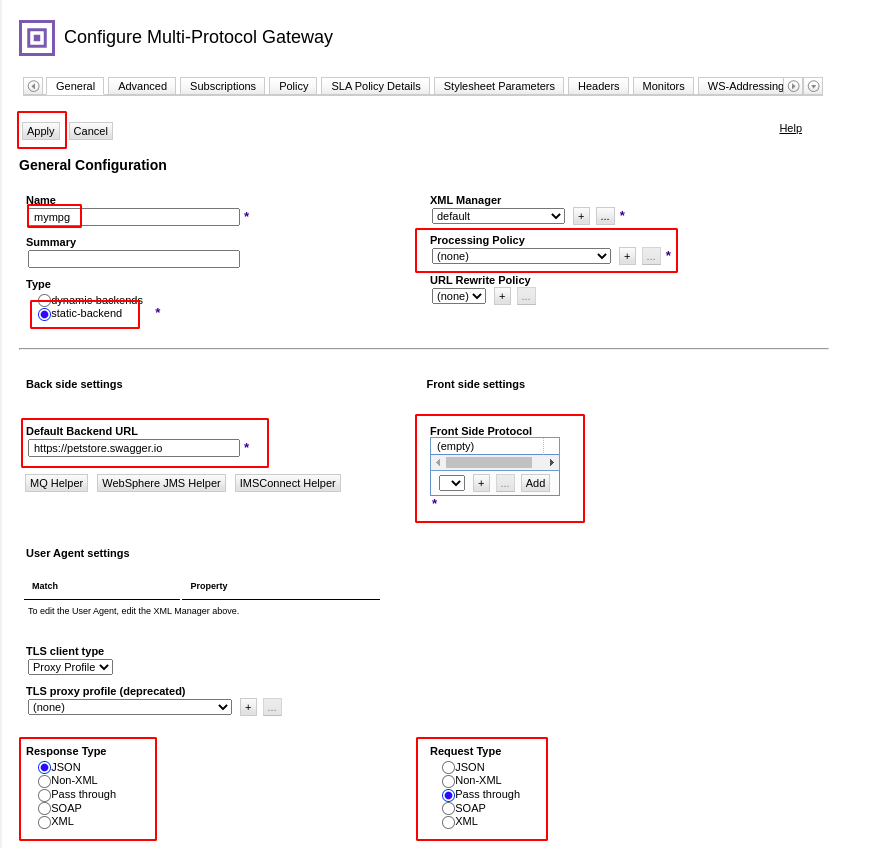 Configure Multi-Protocol Gateway
General Advanced Subscriptions Policy SLA Policy Details Stylesheet Parameters Headers Monitors WS-Addressing
Apply Cancel Help
General Configuration
Name
mympg *
Summary
Type
dynamic-backends
static-backend *
XML Manager
default + ... *
Processing Policy
(none) + ... *
URL Rewrite Policy
(none) + ...
Back side settings
Front side settings
Default Backend URL
https://petstore.swagger.io *
MQ Helper WebSphere JMS Helper IMSConnect Helper
Front Side Protocol
(empty)
+ ... Add
*
User Agent settings
Match Property
To edit the User Agent, edit the XML Manager above.
TLS client type
Proxy Profile
TLS proxy profile (deprecated)
(none) + ...
Response Type
JSON
Non-XML
Pass through
SOAP
XML
Request Type
JSON
Non-XML
Pass through
SOAP
XML